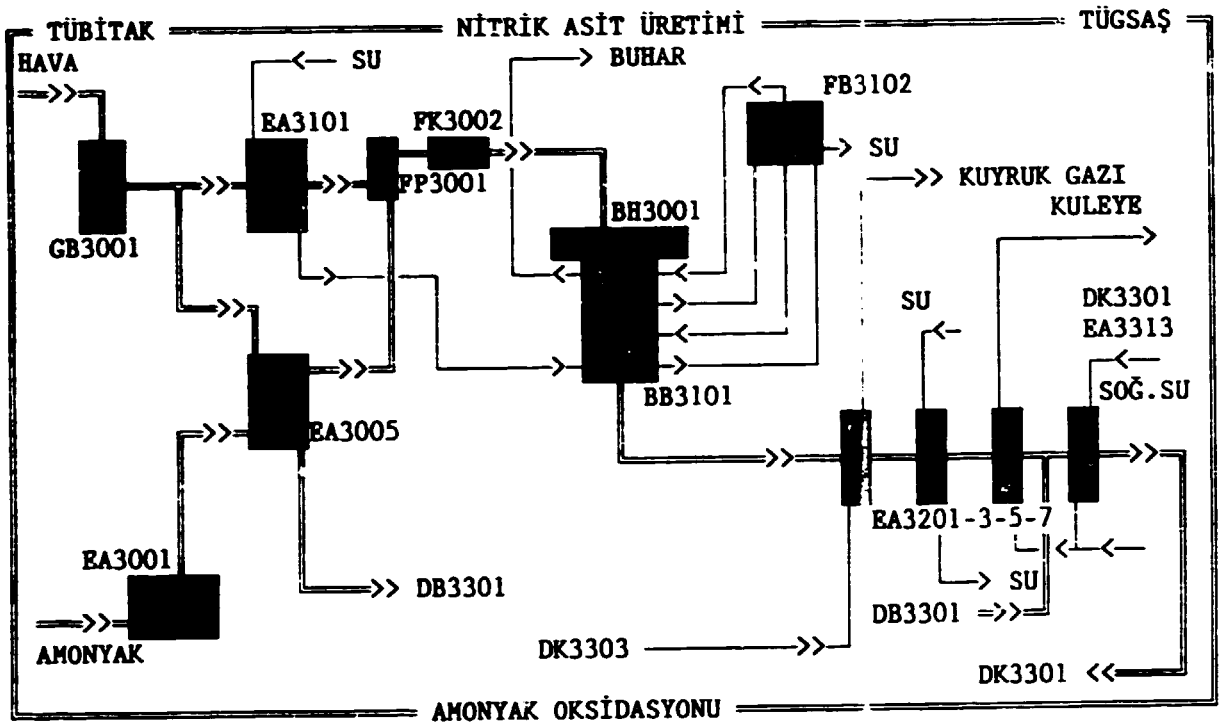 TÜBİTAK
NİTRİK ASİT ÜRETİMİ
TÜGSAŞ
HAVA
SU
BUHAR
FB3102
EA3101
FK3002
SU
FP3001
KUYRUK GAZI
KULEYE
GB3001
BH3001
SU
DK3301
EA3313
BB3101
SOĞ.SU
EA3005
EA3201-3-5-7
EA3001
DB3301
SU
DB3301
AMONYAK
DK3303
DK3301
AMONYAK OKSİDASYONU